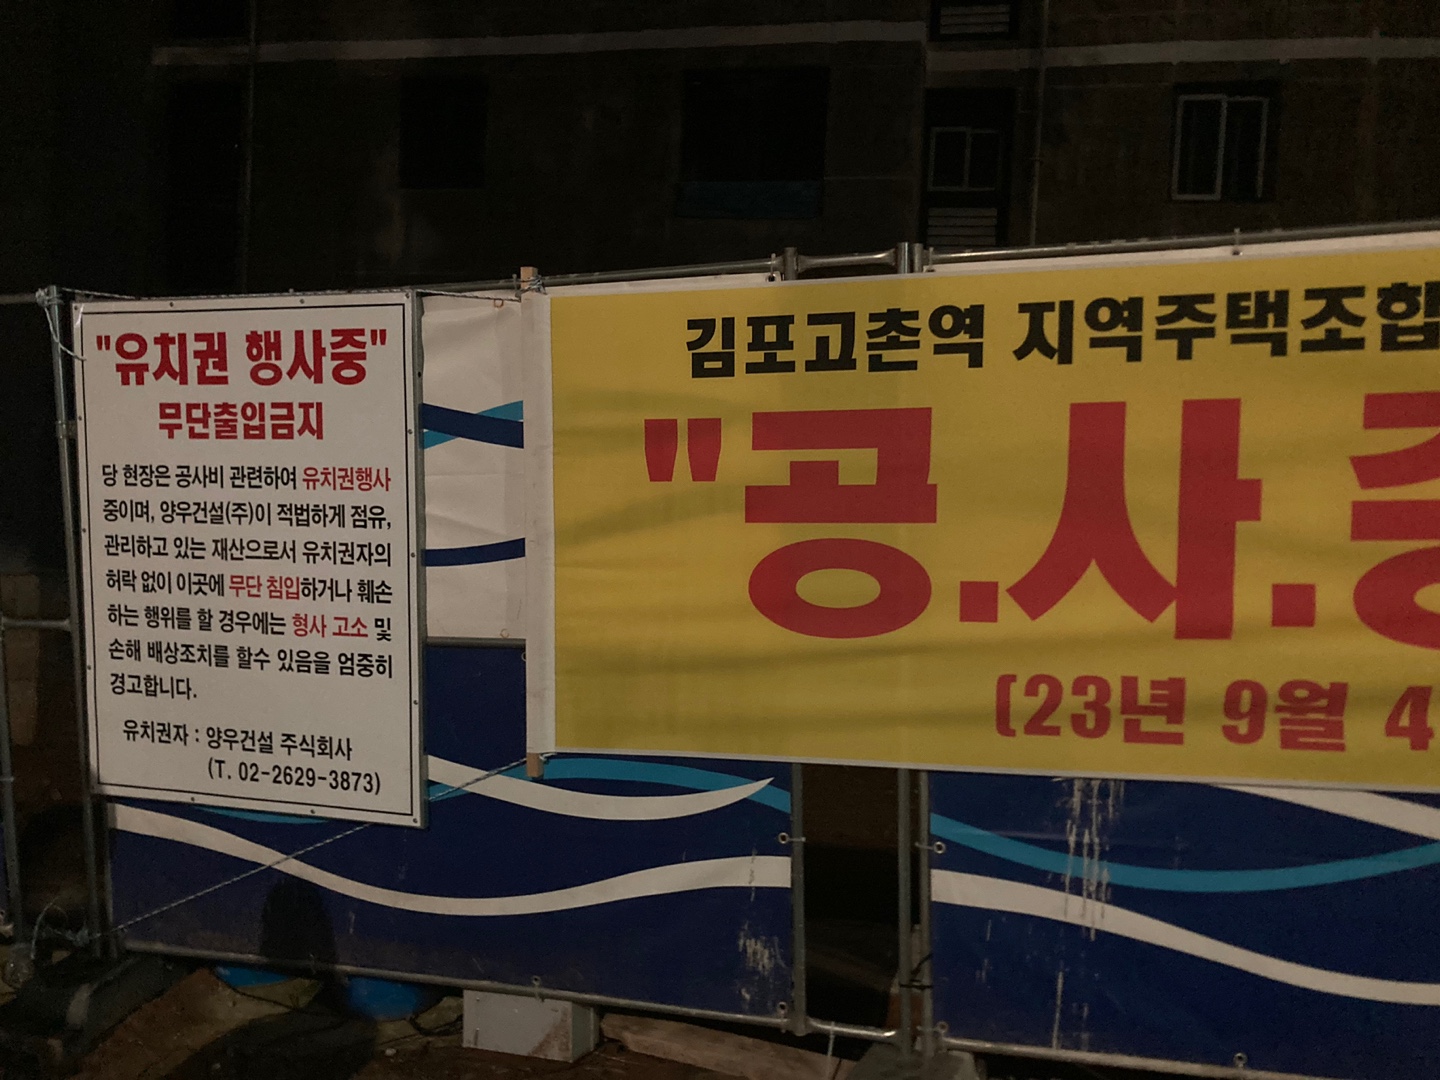 "유치권 행사중"
무단출입금지
당 현장은 공사비 관련하여 유치권행사
중이며, 양우건설(주)이 적법하게 점유,
관리하고 있는 재산으로서 유치권자의
허락 없이 이곳에 무단 침입하거나 훼손
하는 행위를 할 경우에는 형사 고소 및
손해 배상조치를 할수 있음을 엄중히
경고합니다.
유치권자 : 양우건설 주식회사
(T. 02-2629-3873)
김포고촌역 지역주택조합
"공.사.중
(23년 9월 4